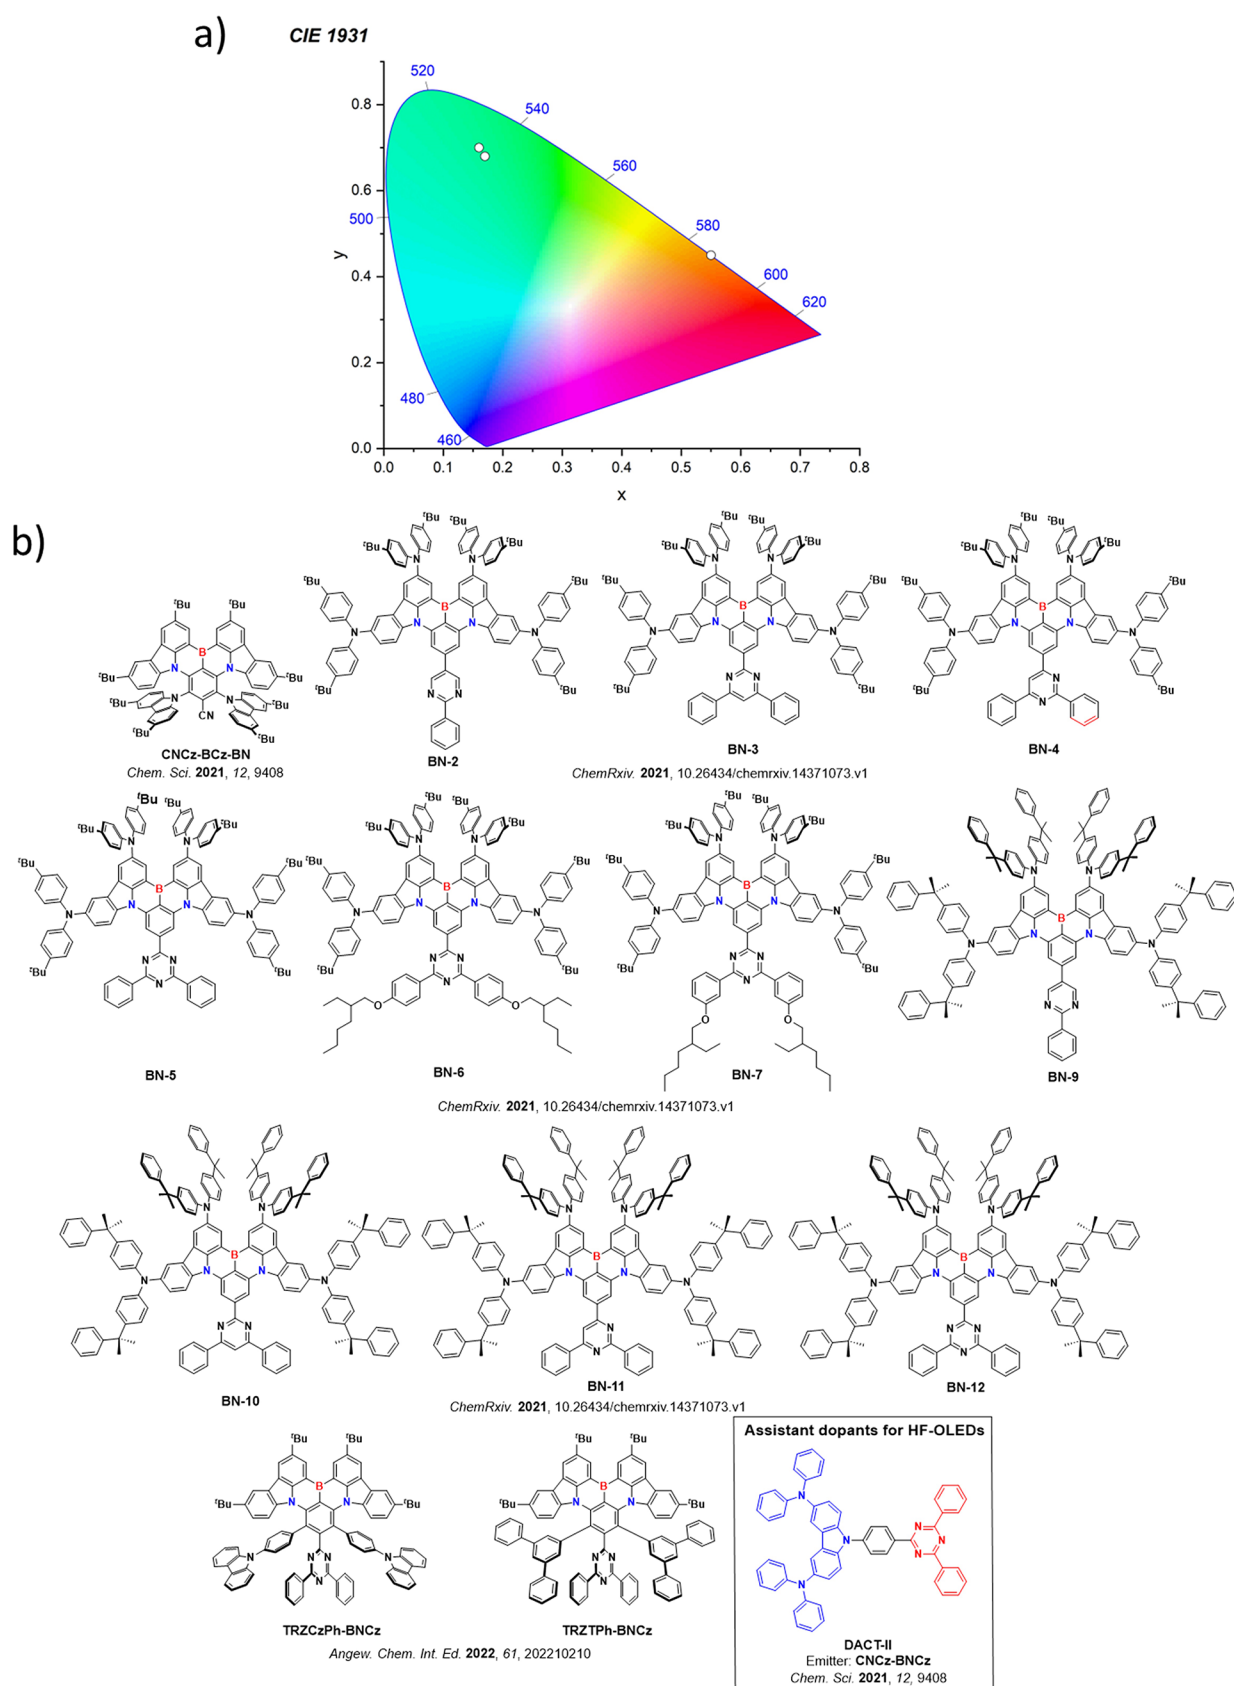 a)
CIE 1931
520
540
560
580
600
620
500
480
460
0.8
0.6
0.4
0.2
0.0
y
0.0 0.1 0.2 0.3 0.4 0.5 0.6 0.7 0.8
x
b)
CNCz-BCz-BN
Chem. Sci. 2021, 12, 9408
BN-2
BN-3
BN-4
ChemRxiv. 2021, 10.26434/chemrxiv.14371073.v1
BN-5
BN-6
BN-7
BN-9
ChemRxiv. 2021, 10.26434/chemrxiv.14371073.v1
BN-10
BN-11
BN-12
ChemRxiv. 2021, 10.26434/chemrxiv.14371073.v1
TRZCzPh-BNCz
TRZTPh-BNCz
Angew. Chem. Int. Ed. 2022, 61, 202210210
Assistant dopants for HF-OLEDs
DACT-II
Emitter: CNCz-BNCz
Chem. Sci. 2021, 12, 9408